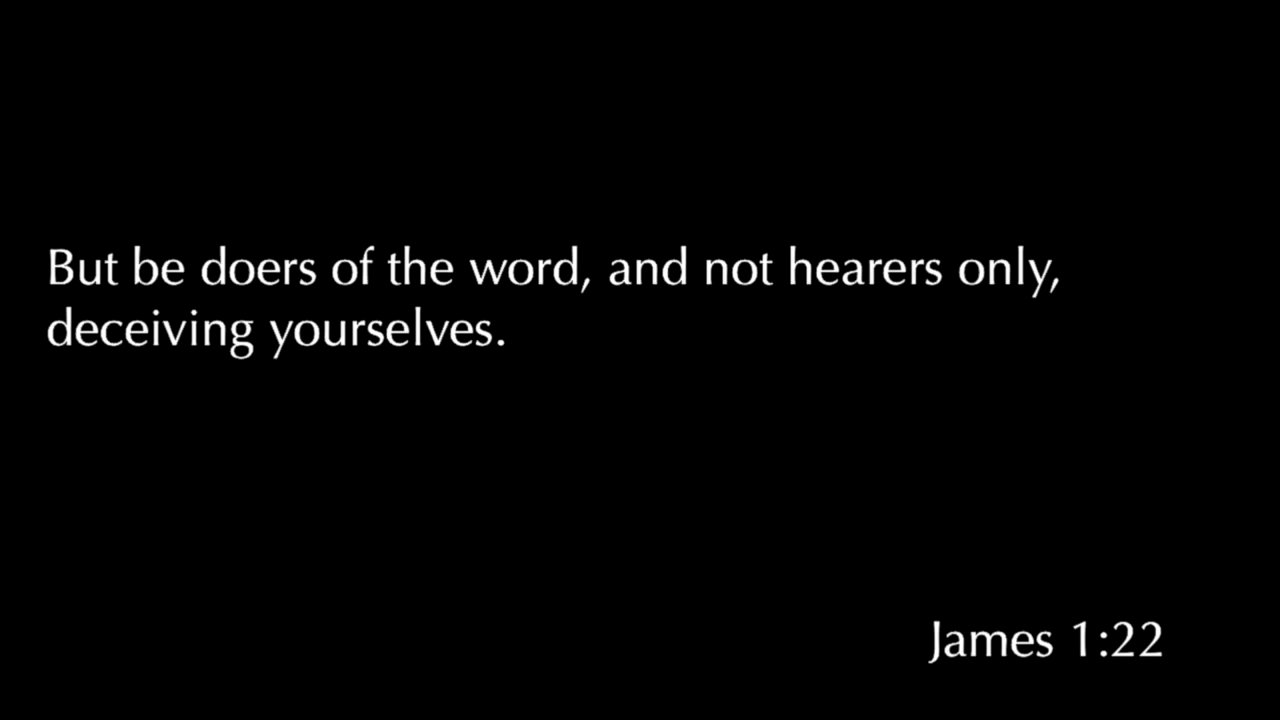 But be doers of the word, and not hearers only,
deceiving yourselves.
James 1:22